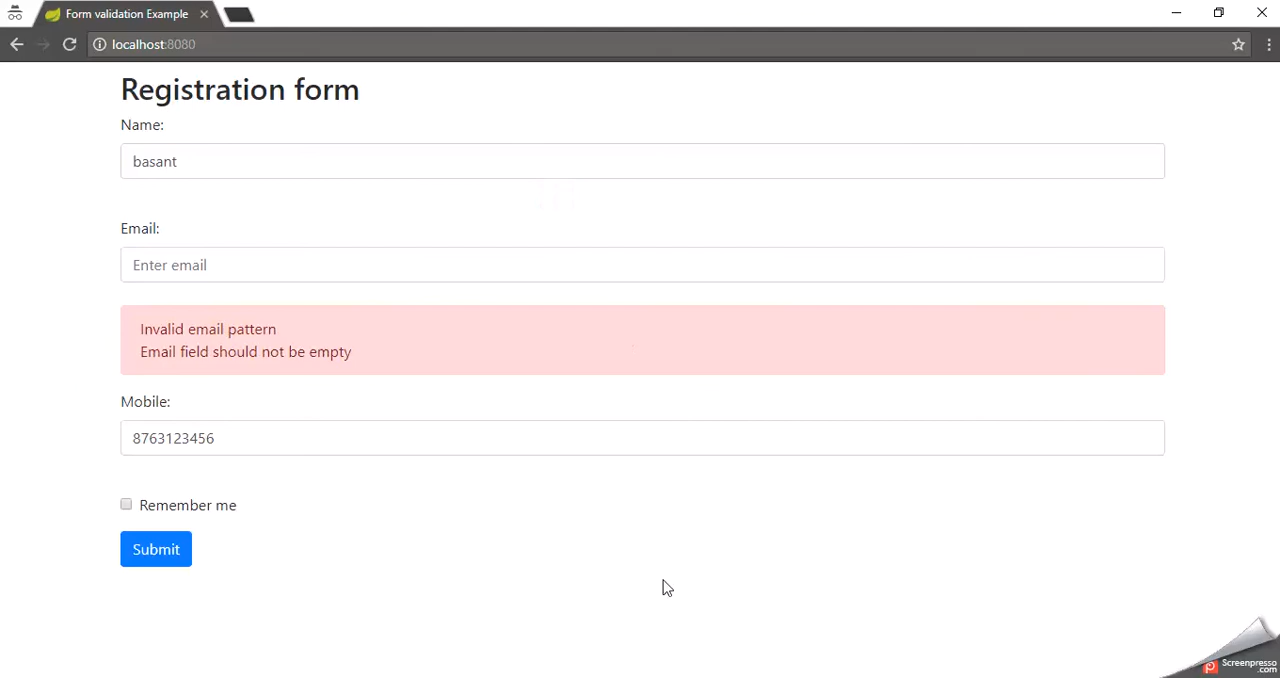 Form validation Example
localhost:8080
Registration form
Name:
basant
Email:
Enter email
Invalid email pattern
Email field should not be empty
Mobile:
8763123456
Remember me
Submit
Screenpresso
.com